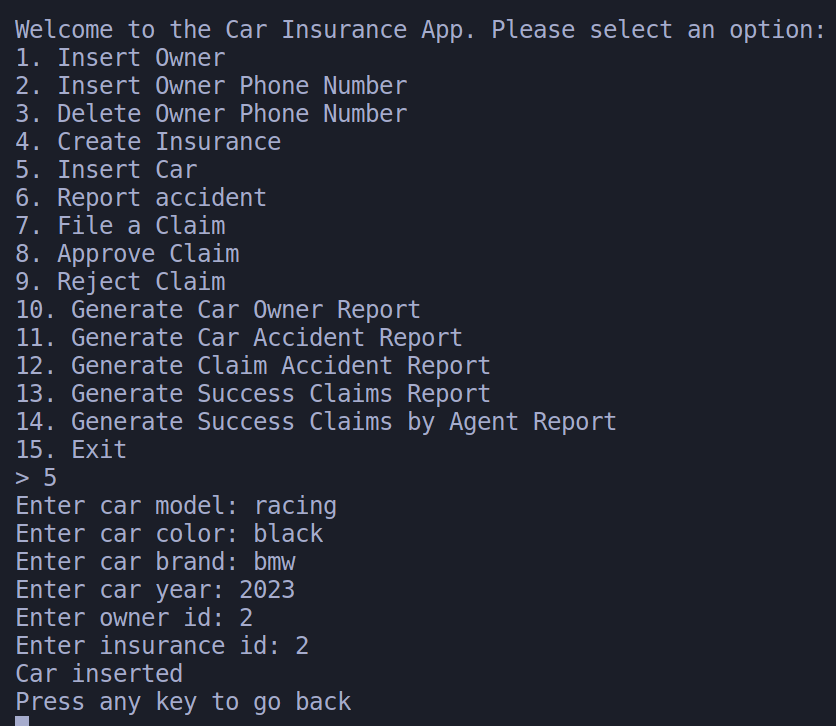 Welcome to the Car Insurance App. Please select an option:
1. Insert Owner
2. Insert Owner Phone Number
3. Delete Owner Phone Number
4. Create Insurance
5. Insert Car
6. Report accident
7. File a Claim
8. Approve Claim
9. Reject Claim
10. Generate Car Owner Report
11. Generate Car Accident Report
12. Generate Claim Accident Report
13. Generate Success Claims Report
14. Generate Success Claims by Agent Report
15. Exit
> 5
Enter car model: racing
Enter car color: black
Enter car brand: bmw
Enter car year: 2023
Enter owner id: 2
Enter insurance id: 2
Car inserted
Press any key to go back